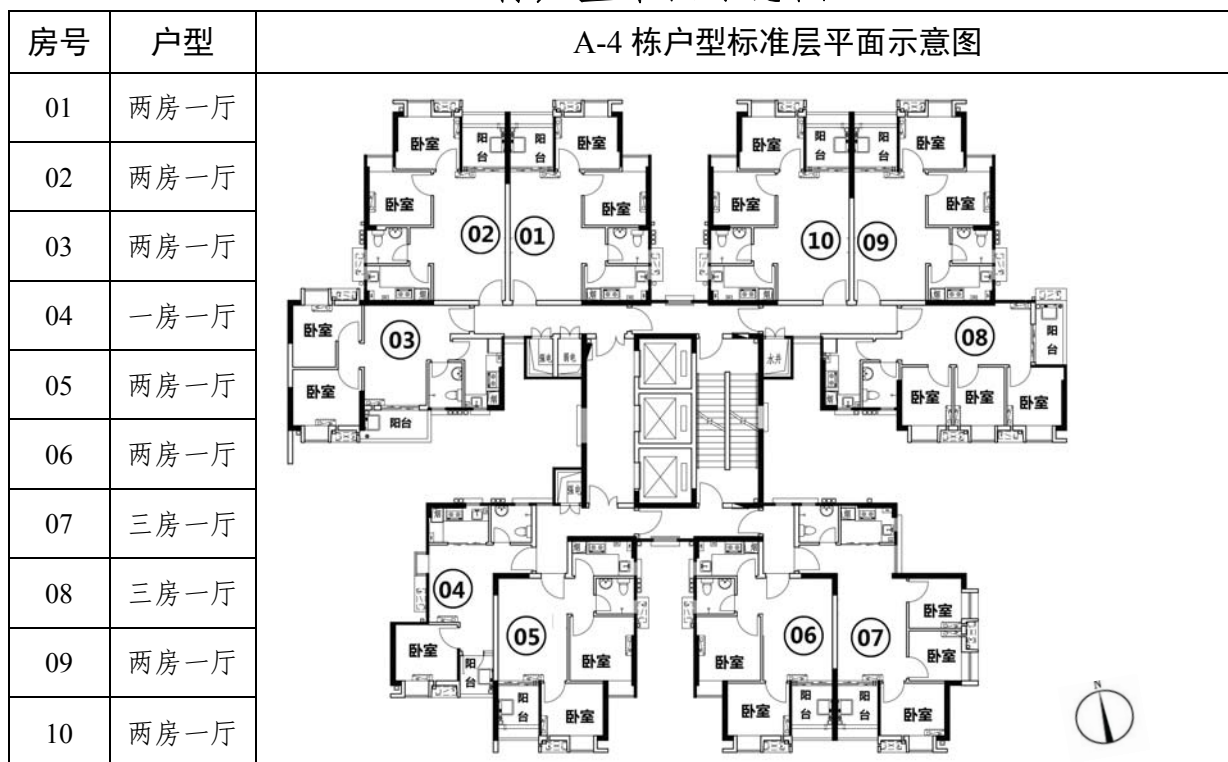 房号 户型 A-4 栋户型标准层平面示意图
01 两房一厅
02 两房一厅
03 两房一厅
04 一房一厅
05 两房一厅
06 两房一厅
07 三房一厅
08 三房一厅
09 两房一厅
10 两房一厅
卧室 阳台 阳台 卧室 卧室 阳台 阳台 卧室
卧室 卧室 卧室 卧室
02 01 10 09
卧室 03 08 阳台
强电 弱电 水井
卧室 阳台 卧室 卧室 卧室
强电
04 05 06 07 卧室
卧室 阳台 卧室 卧室 卧室
阳台 卧室 卧室 阳台 阳台 卧室
N